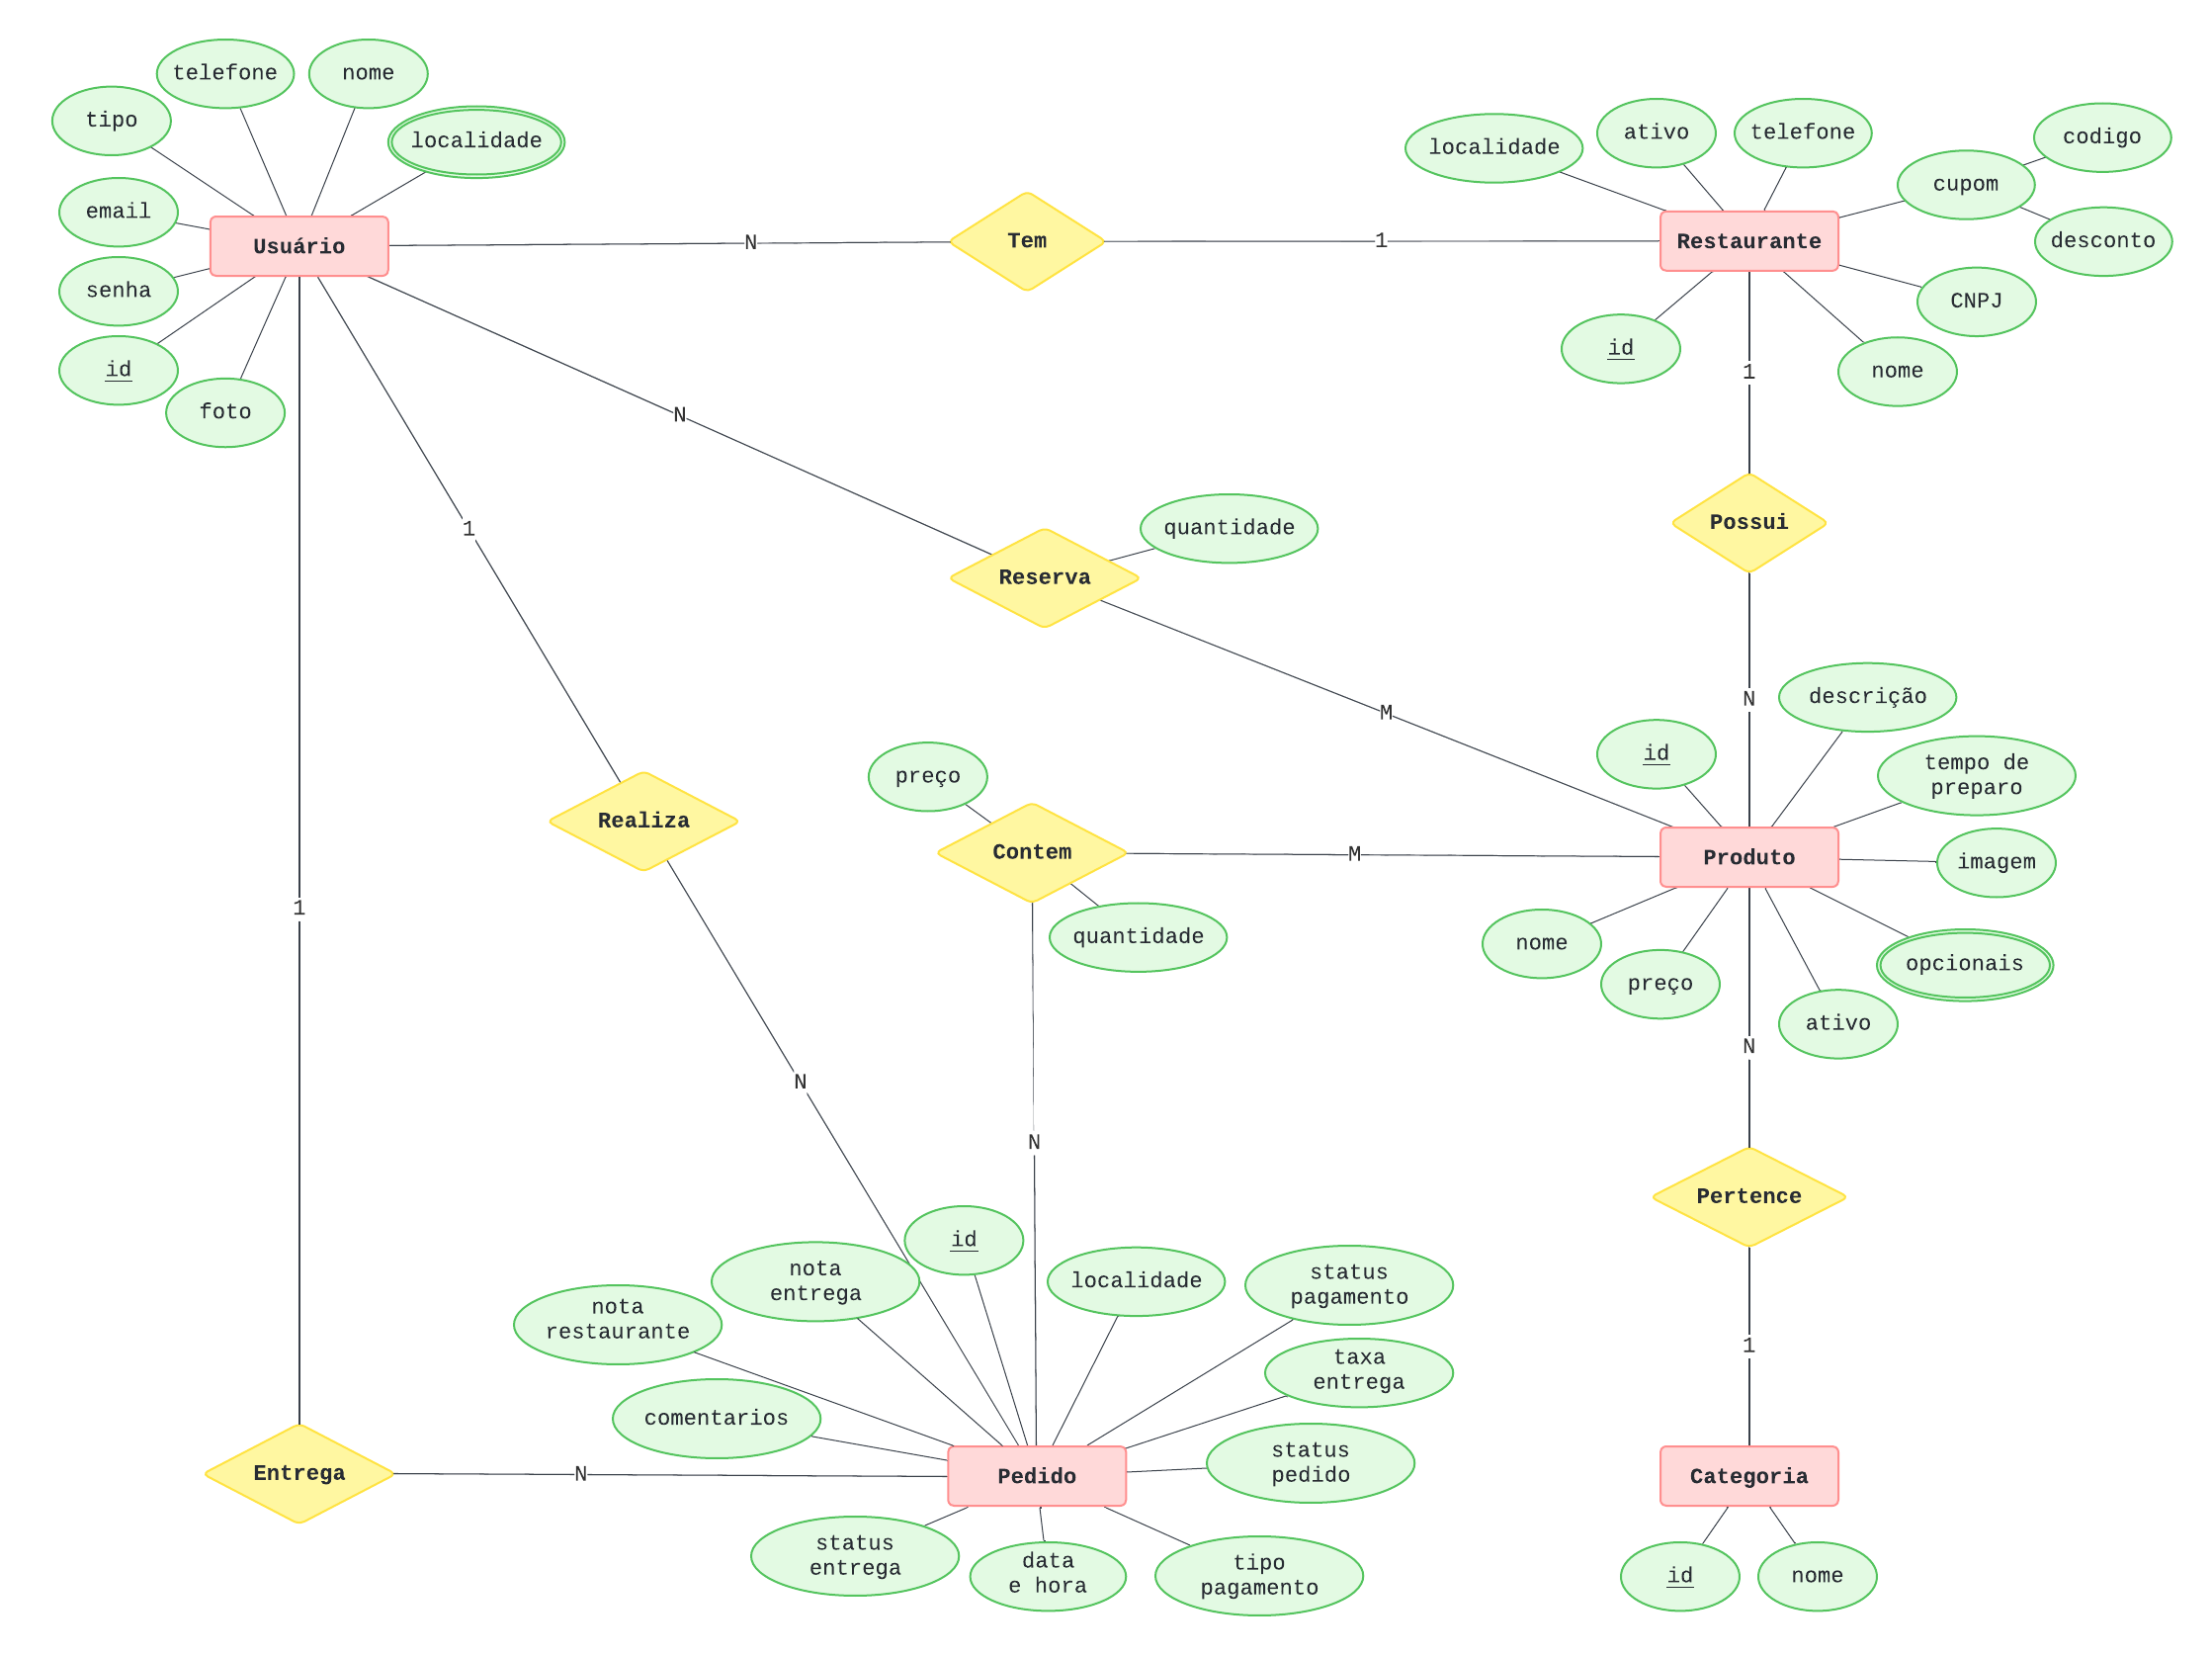 telefone
nome
tipo
localidade
email
Usuário
senha
id
foto
N
Tem
1
localidade
ativo
telefone
codigo
cupom
desconto
Restaurante
CNPJ
id
nome
1
N
1
quantidade
Reserva
Possui
M
N
descrição
id
tempo de
preparo
preço
Realiza
Contem
M
Produto
imagem
quantidade
nome
preço
opcionais
ativo
1
N
N
N
Pertence
id
nota
entrega
localidade
status
pagamento
nota
restaurante
taxa
entrega
1
comentarios
status
pedido
Entrega
N
Pedido
Categoria
status
entrega
data
e hora
tipo
pagamento
id
nome